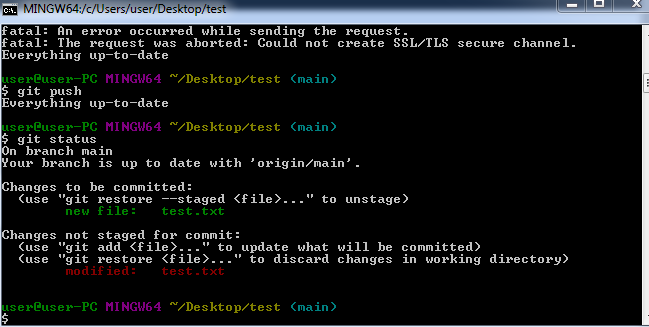 MINGW64:/c/Users/user/Desktop/test
fatal: An error occurred while sending the request.
fatal: The request was aborted: Could not create SSL/TLS secure channel.
Everything up-to-date
user@user-PC MINGW64 ~/Desktop/test (main)
$ git push
Everything up-to-date
user@user-PC MINGW64 ~/Desktop/test (main)
$ git status
On branch main
Your branch is up to date with 'origin/main'.
Changes to be committed:
(use "git restore --staged <file>..." to unstage)
new file: test.txt
Changes not staged for commit:
(use "git add <file>..." to update what will be committed)
(use "git restore <file>..." to discard changes in working directory)
modified: test.txt
user@user-PC MINGW64 ~/Desktop/test (main)
$